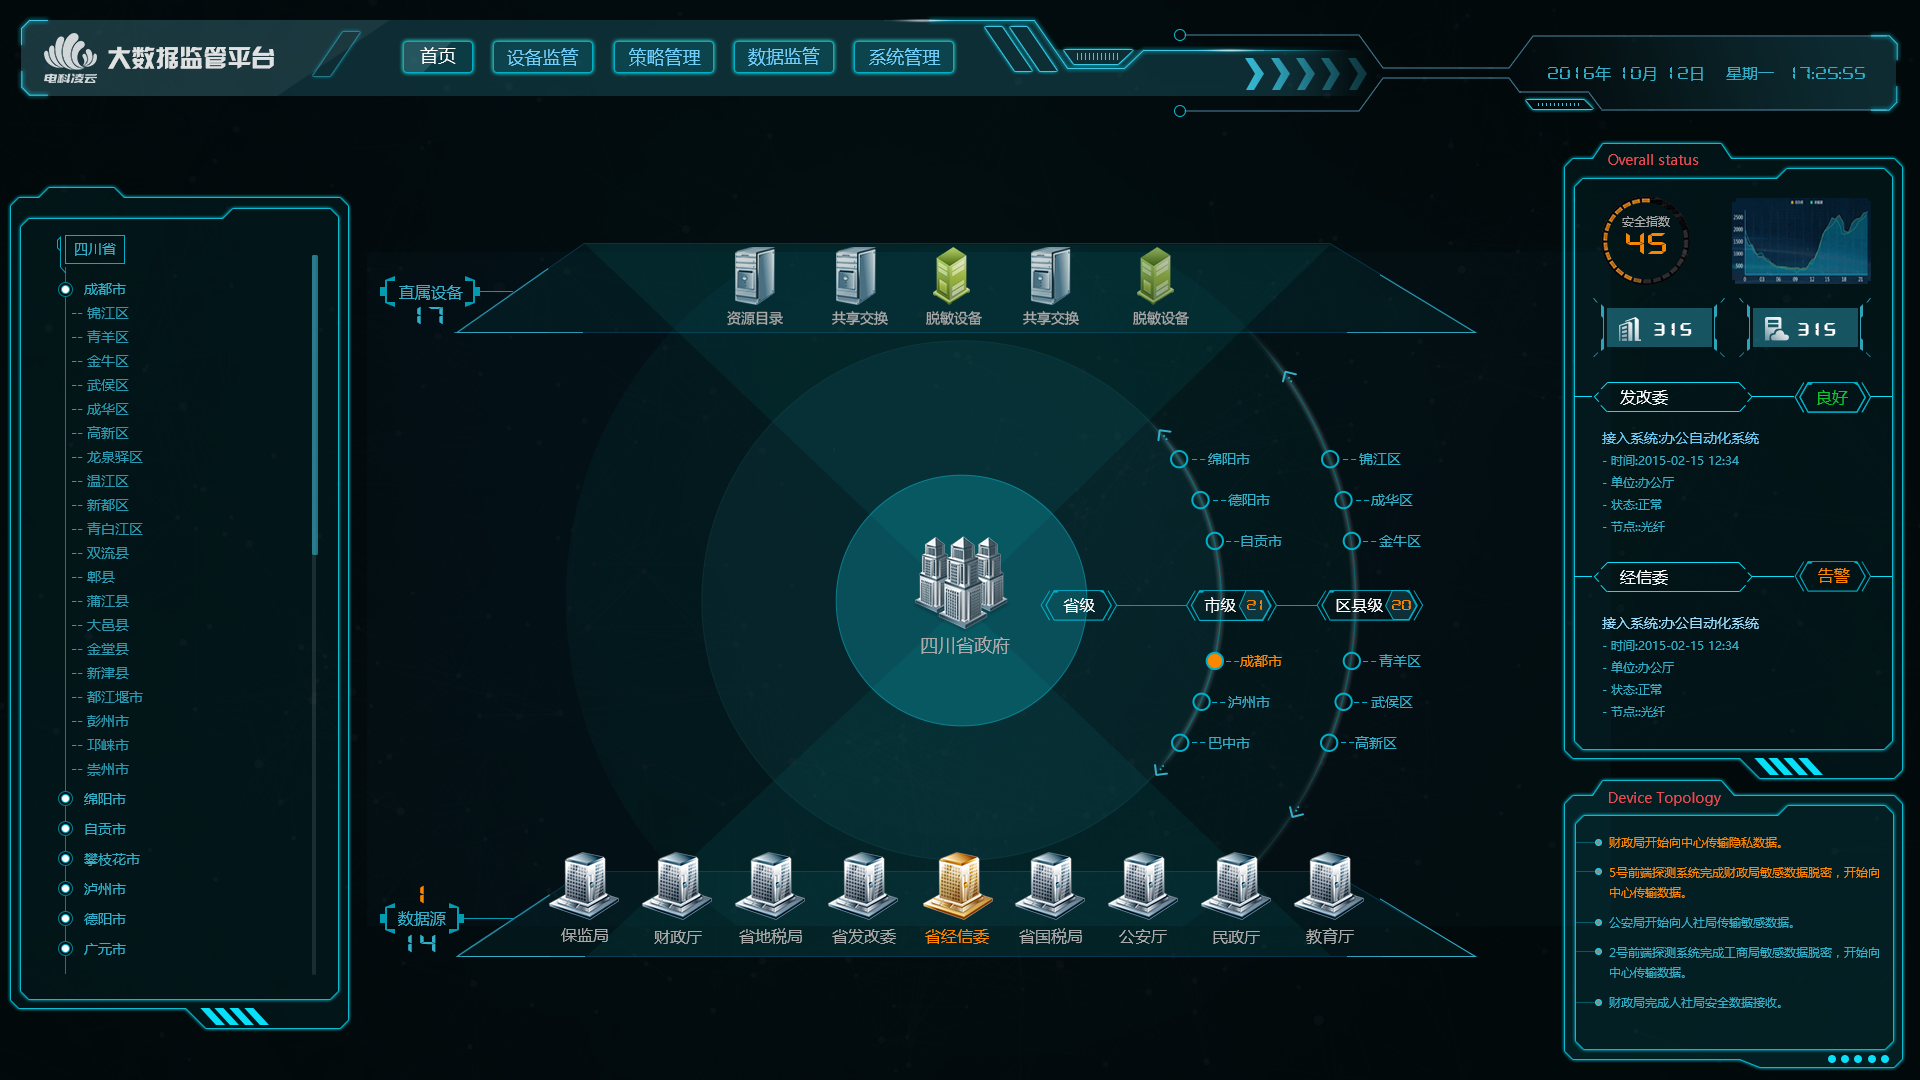 电科凌云
大数据监管平台
首页
设备监管
策略管理
数据监管
系统管理
2016年 10月 12日 星期一 17:25:55
四川省
成都市
-- 锦江区
-- 青羊区
-- 金牛区
-- 武侯区
-- 成华区
-- 高新区
-- 龙泉驿区
-- 温江区
-- 新都区
-- 青白江区
-- 双流县
-- 郫县
-- 蒲江县
-- 大邑县
-- 金堂县
-- 新津县
-- 都江堰市
-- 彭州市
-- 邛崃市
-- 崇州市
绵阳市
自贡市
攀枝花市
泸州市
德阳市
广元市
直属设备
17
资源目录
共享交换
脱敏设备
共享交换
脱敏设备
--绵阳市
--德阳市
--自贡市
--锦江区
--成华区
--金牛区
四川省政府
省级
市级 21
区县级 20
--成都市
--泸州市
--巴中市
--青羊区
--武侯区
--高新区
1
数据源
14
保监局
财政厅
省地税局
省发改委
省经信委
省国税局
公安厅
民政厅
教育厅
Overall status
安全指数
45
315
315
发改委
良好
接入系统:办公自动化系统
- 时间:2015-02-15 12:34
- 单位:办公厅
- 状态:正常
- 节点::光纤
经信委
告警
接入系统:办公自动化系统
- 时间:2015-02-15 12:34
- 单位:办公厅
- 状态:正常
- 节点::光纤
Device Topology
财政局开始向中心传输隐私数据。
5号前端探测系统完成财政局敏感数据脱密，开始向
中心传输数据。
公安局开始向人社局传输敏感数据。
2号前端探测系统完成工商局敏感数据脱密，开始向
中心传输数据。
财政局完成人社局安全数据接收。